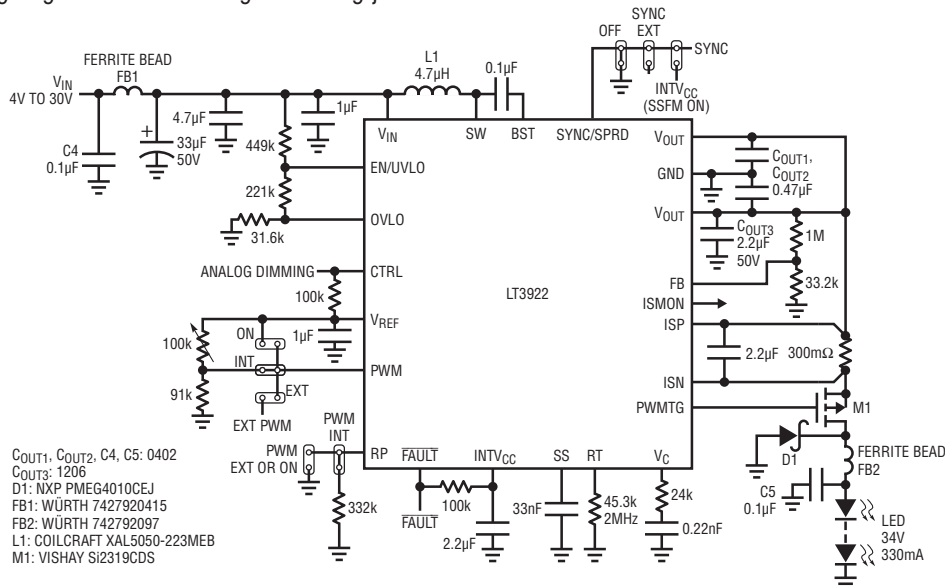 SYNC
OFF
EXT
SYNC
INTVCC
(SSFM ON)
FERRITE BEAD
FB1
VIN
4V TO 30V
L1
4.7µH
0.1µF
C4
0.1µF
4.7µF
+
33µF
50V
449k
1µF
VIN
SW
BST
SYNC/SPRD
VOUT
COUT1,
COUT2
0.47µF
GND
EN/UVLO
221k
OVLO
31.6k
VOUT
COUT3
2.2µF
50V
1M
FB
33.2k
ANALOG DIMMING
CTRL
100k
LT3922
ISMON
ISP
VREF
ON
1µF
100k
2.2µF
300mΩ
INT
PWM
ISN
91k
EXT
PWMTG
M1
EXT PWM
PWM
INT
PWM
EXT OR ON
RP
FAULT
INTVCC
SS
RT
VC
D1
FERRITE BEAD
FB2
332k
100k
FAULT
2.2µF
33nF
45.3k
2MHz
24k
0.22nF
C5
0.1µF
LED
34V
330mA
COUT1, COUT2, C4, C5: 0402
COUT3: 1206
D1: NXP PMEG4010CEJ
FB1: WÜRTH 742792041​5
FB2: WÜRTH 742792097
L1: COILCRAFT XAL5050-223MEB
M1: VISHAY Si2319CDS